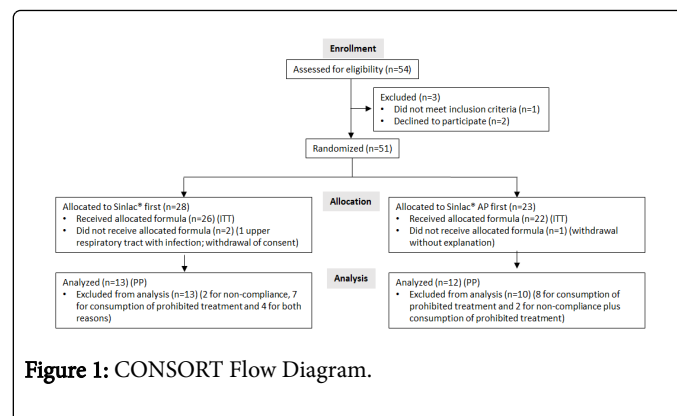 Enrollment
Assessed for eligibility (n=54)
Excluded (n=3)
• Did not meet inclusion criteria (n=1)
• Declined to participate (n=2)
Randomized (n=51)
Allocation
Allocated to Sinlac® first (n=28)
• Received allocated formula (n=26) (ITT)
• Did not receive allocated formula (n=2) (1 upper
respiratory tract with infection; withdrawal of consent)
Allocated to Sinlac® AP first (n=23)
• Received allocated formula (n=22) (ITT)
• Did not receive allocated formula (n=1) (withdrawal
without explanation)
Analysis
Analyzed (n=13) (PP)
• Excluded from analysis (n=13) (2 for non-compliance, 7
for consumption of prohibited treatment and 4 for both
reasons)
Analyzed (n=12) (PP)
• Excluded from analysis (n=10) (8 for consumption of
prohibited treatment and 2 for non-compliance plus
consumption of prohibited treatment)
Figure 1: CONSORT Flow Diagram.